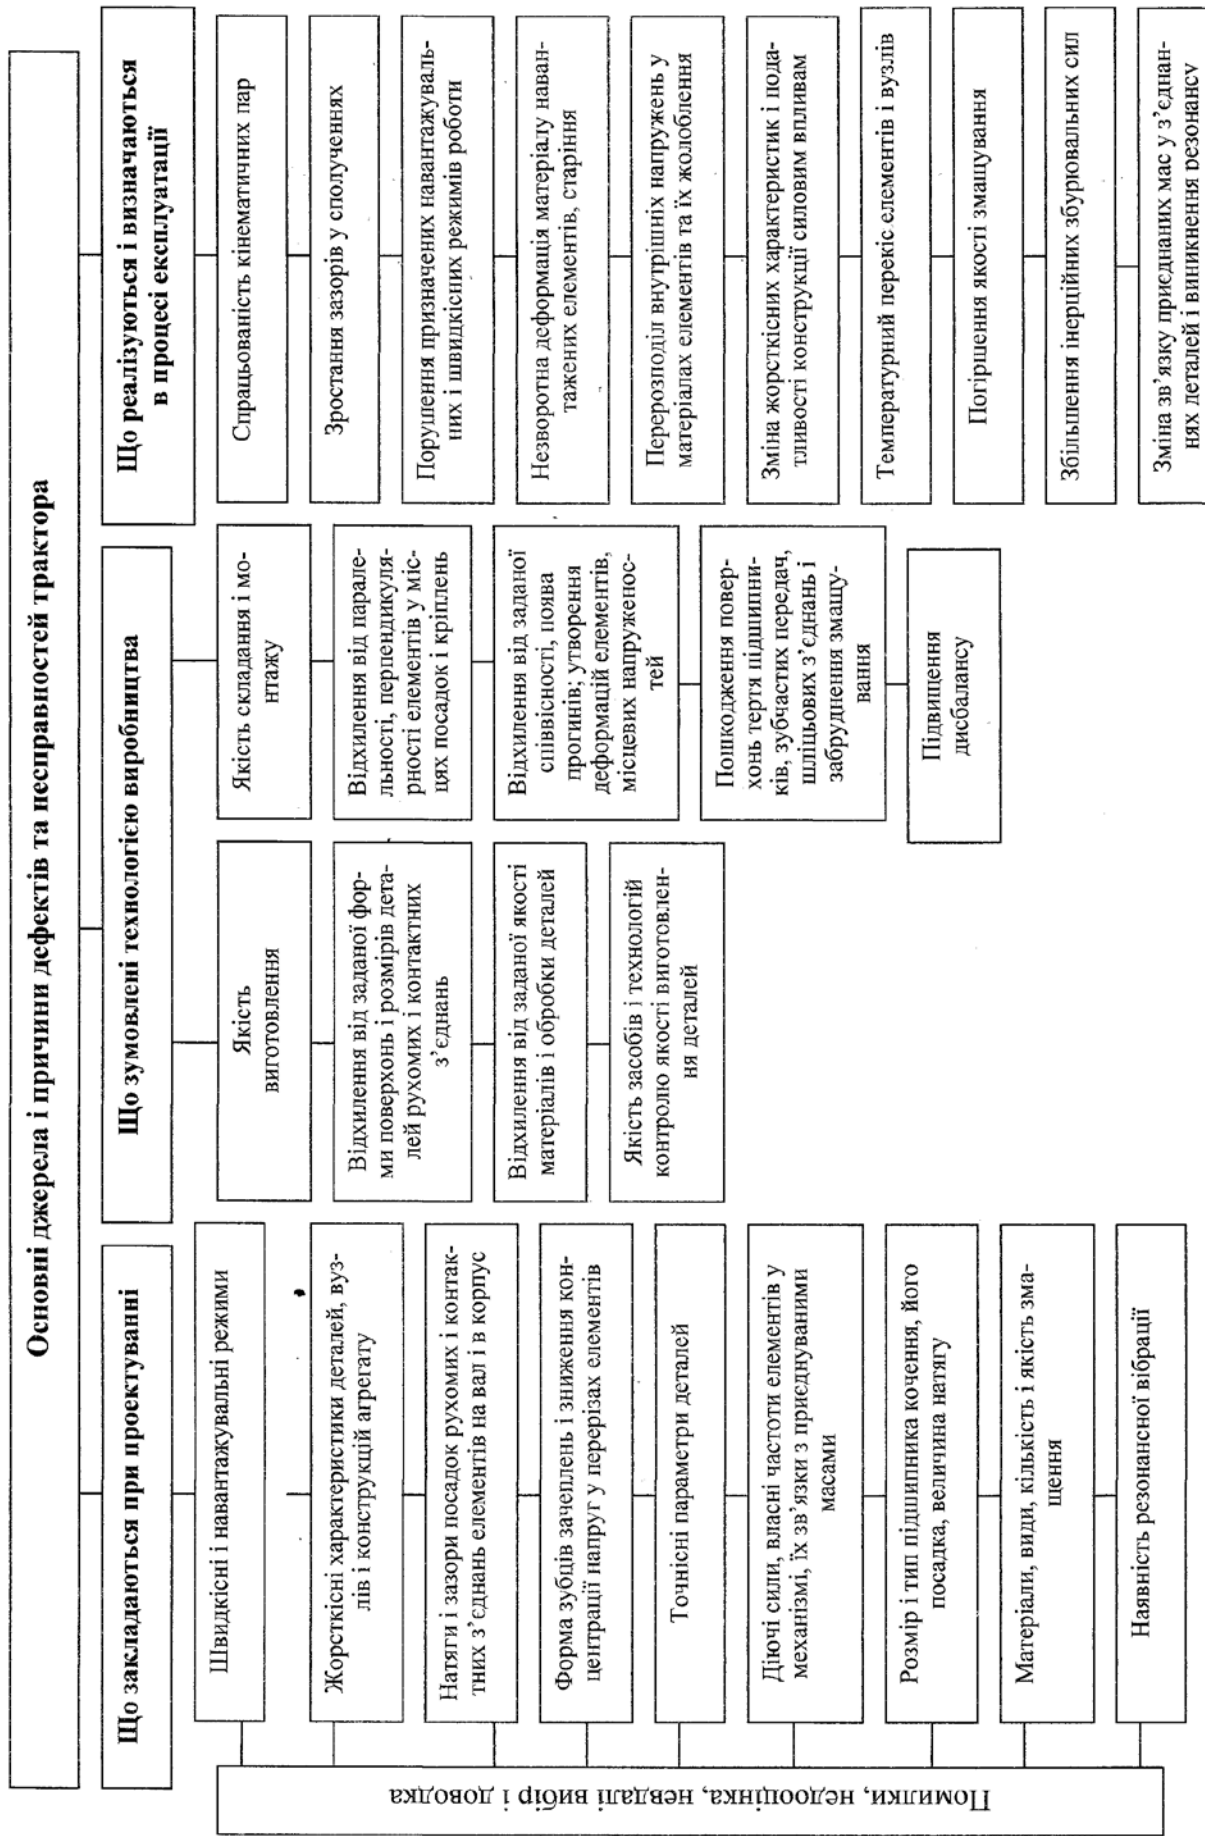 Основні джерела і причини дефектів та несправностей трактора
Що закладаються при проектуванні
Швидкісні і навантажувальні режими
Жорсткісні характеристики деталей, вуз-
лів і конструкцій агрегату
Натяги і зазори посадок рухомих і контак-
тних з’єднань елементів на вал і в корпус
Форма зубців зачеплень і зниження кон-
центрації напруг у перерізах елементів
Точнісні параметри деталей
Діючі сили, власні частоти елементів у
механізмі, їх зв’язки з приєднуваними
масами
Розмір і тип підшипника кочення, його
посадка, величина натягу
Матеріали, види, кількість і якість зма-
щення
Наявність резонансної вібрації
Помилки, недооцінка, невдалі вибір і доводка
Що зумовлені технологією виробництва
Якість
виготовлення
Відхилення від заданої фор-
ми поверхонь і розмірів дета-
лей рухомих і контактних
з’єднань
Відхилення від заданої якості
матеріалів і обробки деталей
Якість засобів і технологій
контролю якості виготовлен-
ня деталей
Якість складання і мо-
нтажу
Відхилення від парале-
льності, перпендикуля-
рності елементів у міс-
цях посадок і кріплень
Відхилення від заданої
співвісності, поява
прогинів; утворення
деформацій елементів,
місцевих напруженос-
тей
Пошкодження повер-
хонь тертя підшипни-
ків, зубчастих передач,
шліцьових з’єднань і
забруднення змащу-
вання
Підвищення
дисбалансу
Що реалізуються і визначаються
в процесі експлуатації
Спрацьованість кінематичних пар
Зростання зазорів у сполученнях
Порушення призначених навантажуваль-
них і швидкісних режимів роботи
Незворотна деформація матеріалу наван-
тажених елементів, старіння
Перерозподіл внутрішніх напружень у
матеріалах елементів та їх жолоблення
Зміна жорсткісних характеристик і пода-
тливості конструкції силовим впливам
Температурний перекіс елементів і вузлів
Погіршення якості змащування
Збільшення інерційних збурювальних сил
Зміна зв’язку приєднаних мас у з’єднан-
нях деталей і виникнення резонансу